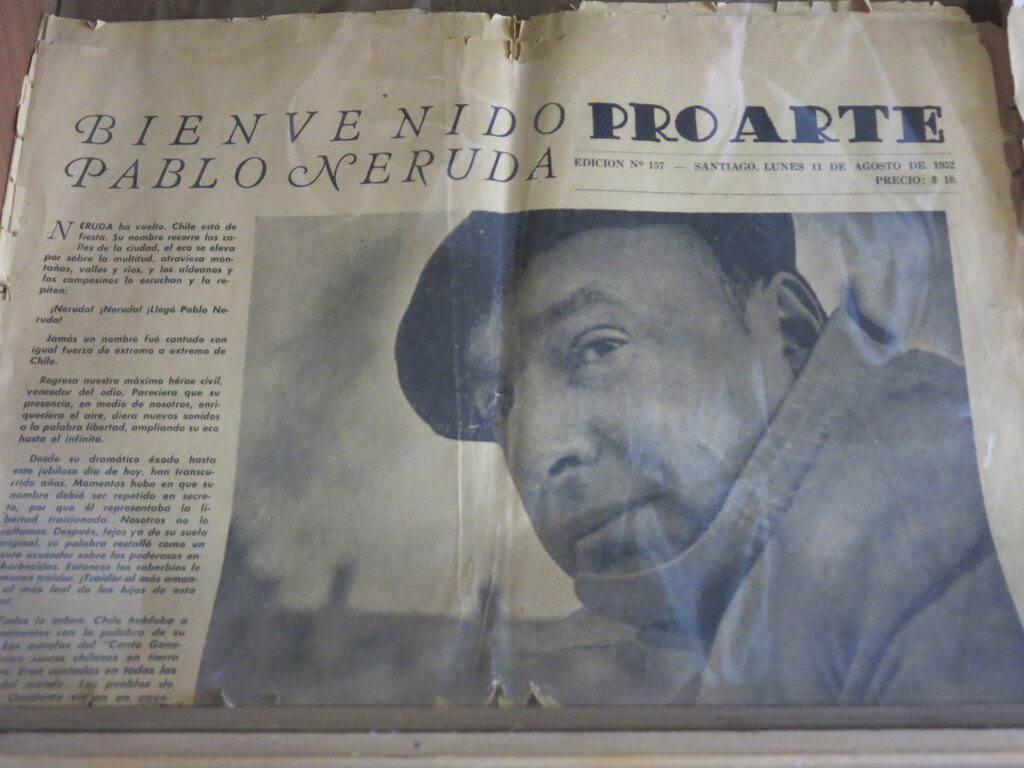 BIENVENIDO
PABLO NERUDA
PRO ARTE
EDICION Nº 157 — SANTIAGO, LUNES 11 DE AGOSTO DE 1952
PRECIO: $ 10.
NERUDA ha vuelto. Chile está de
fiesta. Su nombre recorre las ca-
lles de la ciudad, el eco se eleva
por sobre la multitud, atraviesa mon-
tañas, valles y ríos, y los aldeanos y
los campesinos lo escuchan y lo re-
piten:
¡Neruda! ¡Neruda! ¡Llegó Pablo Ne-
ruda!
Jamás un nombre fué cantado con
igual fuerza de extremo a extremo de
Chile.
Regresa nuestro máximo héroe civil,
vencedor del odio. Pareciera que su
presencia, en medio de nosotros, enri-
queciera el aire, diera nuevos sonidos
a la palabra libertad, ampliando su eco
hasta el infinito.
Desde su dramático éxodo hasta
este jubiloso día de hoy, han transcu-
rrido años. Momentos hubo en que su
nombre debió ser repetido en secre-
to, por que él representaba la li-
bertad traicionada. Nosotros no lo
callamos. Después, lejos ya de su suelo
original, su palabra restalló como un
acusador sobre los poderosos en-
soberbecidos. Entonces los soberbios le
maron traidor. ¡Traidor al más aman-
al más leal de los hijos de esta
Todos lo saben. Chile hablaba a
ntinentes con la palabra de su
Las estrofas del "Canto Gene-
rían surcos chilenos en tierra
Eran cantadas en todas las
del mundo. Los pueblos de
Occidente vieron en aque-